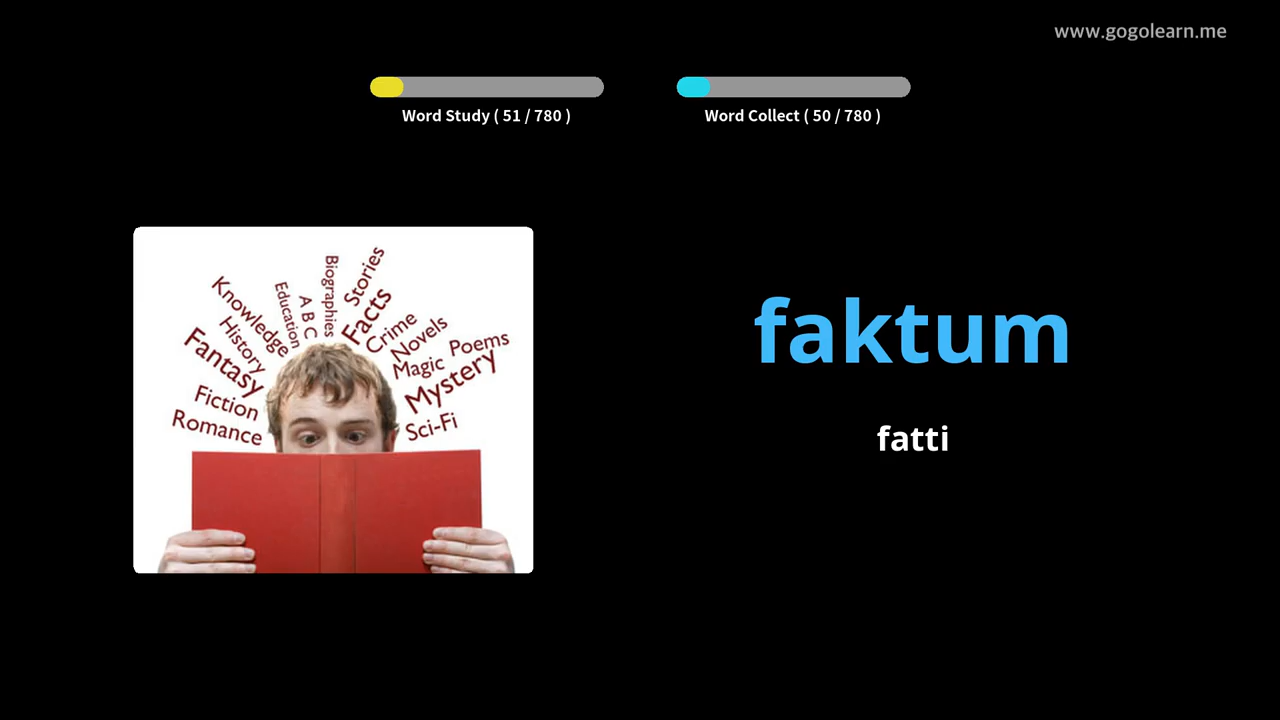 www.gogolearn.me
Word Study ( 51 / 780 )
Word Collect ( 50 / 780 )
Knowledge
Education
A B C
Biographies
Stories
Facts
Crime
Novels
Poems
Magic
Mystery
Sci-Fi
History
Fantasy
Fiction
Romance
faktum
fatti